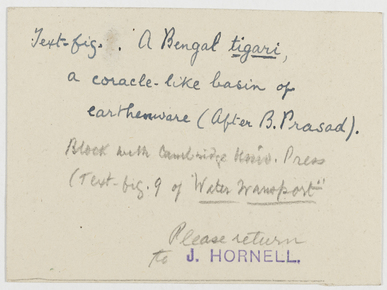 Text-fig. . A Bengal tigari,
a coracle-like basin of
earthenware (After B. Prasad).
Block with Cambridge Univ. Press
(Text-fig. 9 of "Water Transport"
Please return
to J. HORNELL.